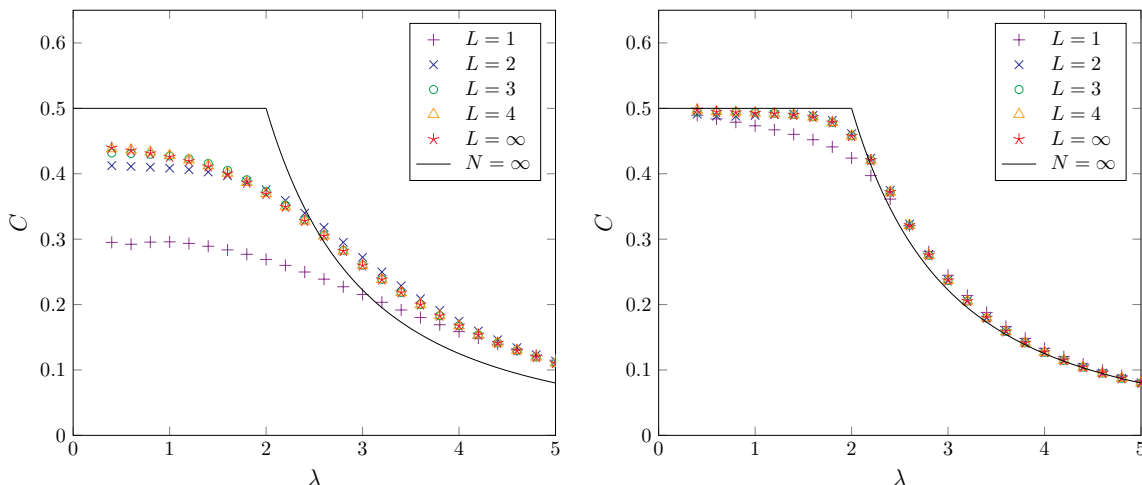 0.6
0.5
0.4
0.3
0.2
0.1
0
C
0 1 2 3 4 5
λ
L = 1
L = 2
L = 3
L = 4
L = ∞
N = ∞
0.6
0.5
0.4
0.3
0.2
0.1
0
C
0 1 2 3 4 5
λ
L = 1
L = 2
L = 3
L = 4
L = ∞
N = ∞